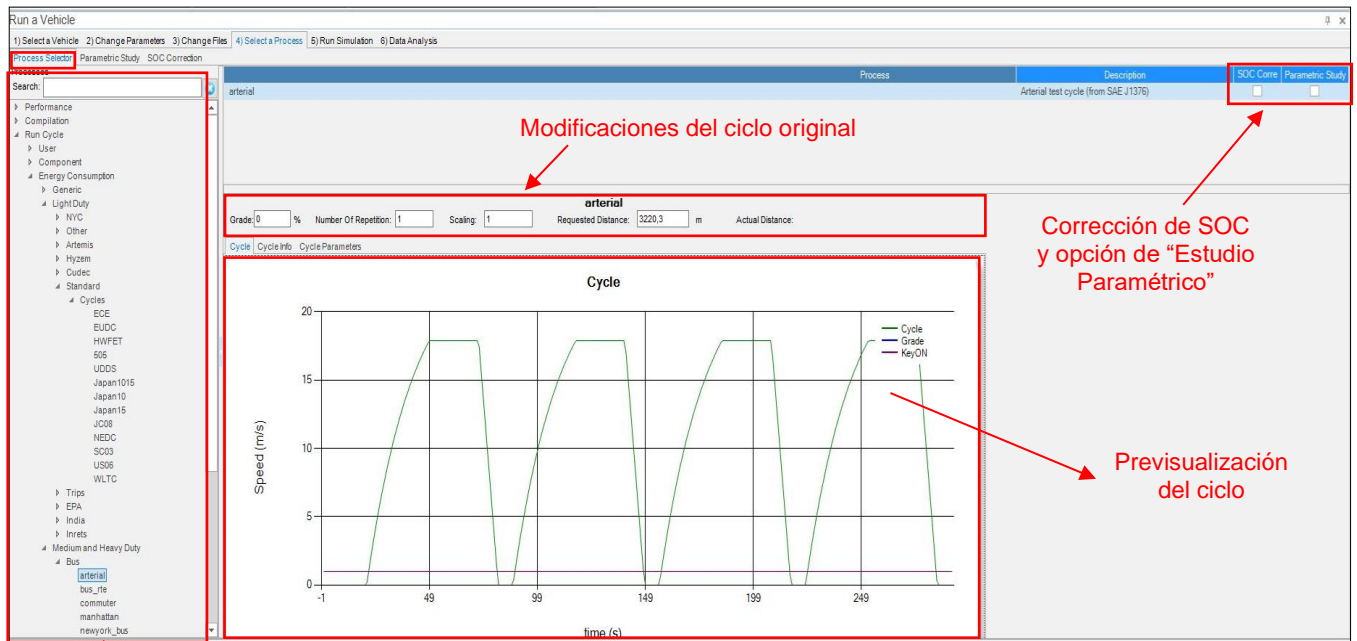 Run a Vehicle
1) Select a Vehicle 2) Change Parameters 3) Change Files 4) Select a Process 5) Run Simulation 6) Data Analysis
Process Selector Parametric Study SOC Correction
Processes
Search:
Performance
Compilation
Run Cycle
User
Component
Energy Consumption
Generic
Light Duty
NYC
Other
Artemis
Hyzem
Cudec
Standard
Cycles
ECE
EUDC
HWFET
505
UDDS
Japan1015
Japan10
Japan15
JC08
NEDC
SC03
US06
WLTC
Trips
EPA
India
Inrets
Medium and Heavy Duty
Bus
arterial
bus_rte
commuter
manhattan
newyork_bus
Process Description SOC Corre Parametric Study
arterial Arterial test cycle (from SAE J1376)
Modificaciones del ciclo original
arterial
Grade: 0 % Number Of Repetition: 1 Scaling: 1 Requested Distance: 3220,3 m Actual Distance:
Cycle Cycle Info Cycle Parameters
Cycle
Cycle
Grade
KeyON
Speed (m/s)
20
15
10
5
0
-1 49 99 149 199 249
time (s)
Corrección de SOC
y opción de “Estudio
Paramétrico”
Previsualización
del ciclo